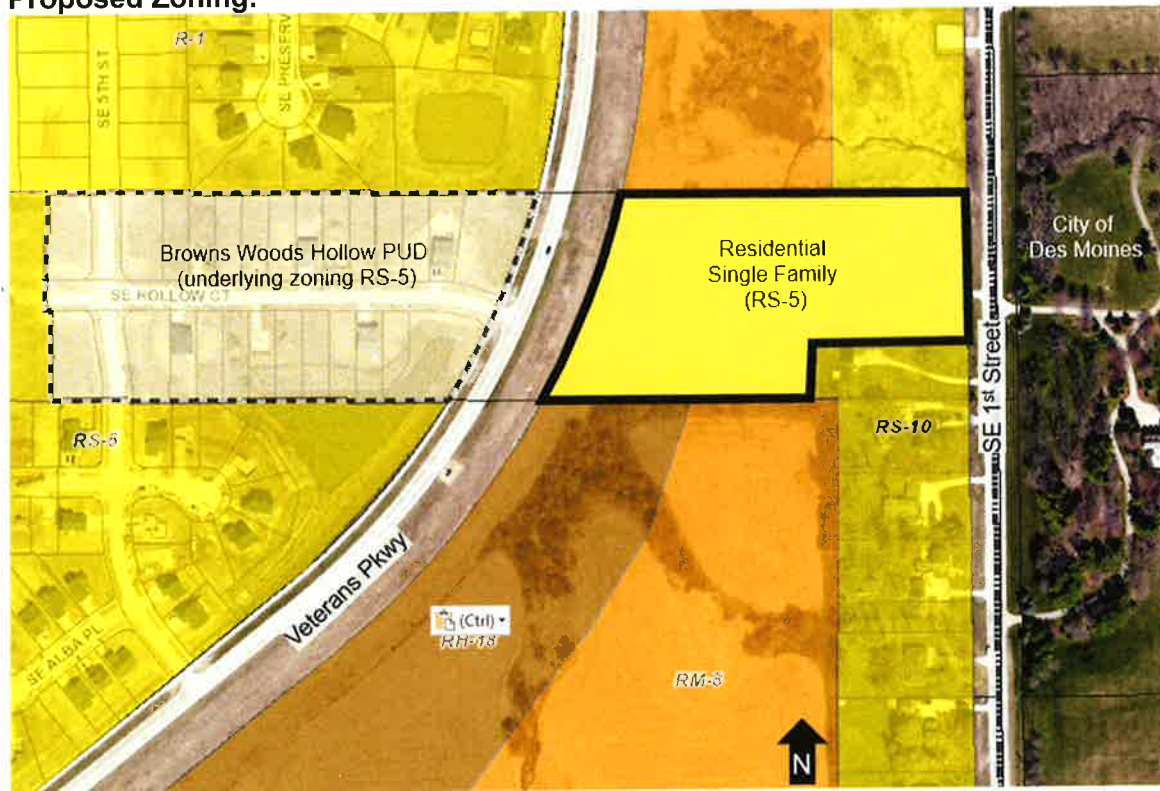 Proposed Zoning:
R-1
SE 5TH ST
SE PRESERV
Browns Woods Hollow PUD
(underlying zoning RS-5)
SE HOLLOW CT
Residential
Single Family
(RS-5)
City of
Des Moines
SE 1st Street
RS-10
Veterans Pkwy
(Ctrl)
RH-18
RM-8
SE ALBA PL
N